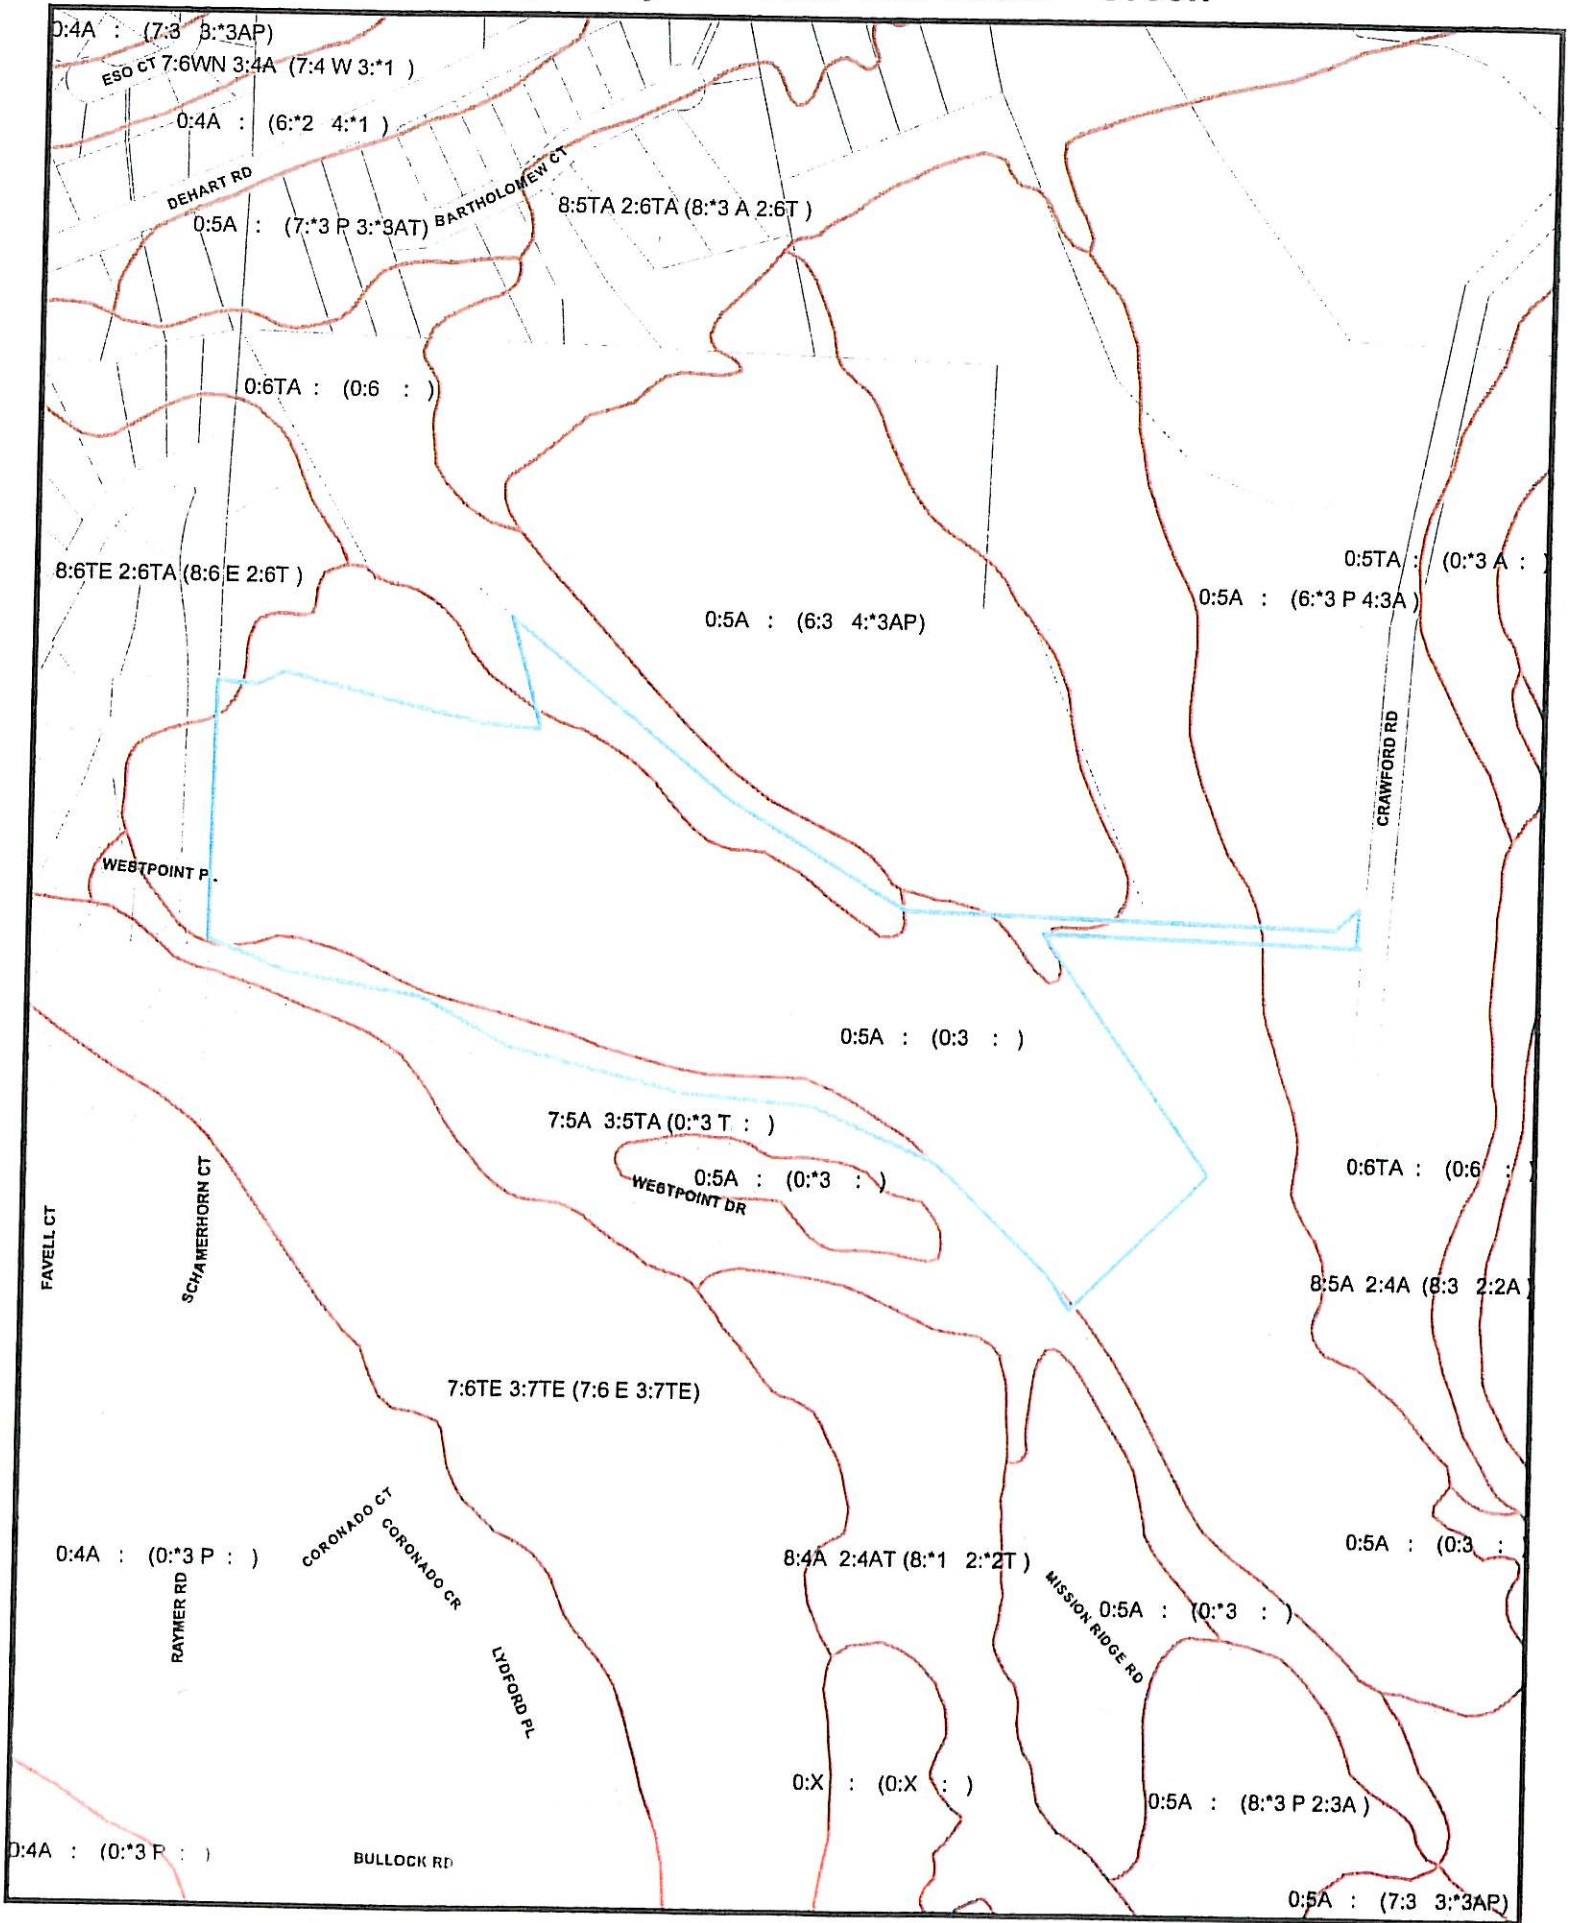 0:4A : (7:3 3:*3AP)
ESO CT 7:6WN 3:4A (7:4 W 3:*1 )
0:4A : (6:*2 4:*1 )
DEHART RD
BARTHOLOMEW CT
0:5A : (7:*3 P 3:*3AT)
8:5TA 2:6TA (8:*3 A 2:6T )
0:6TA : (0:6 : )
8:6TE 2:6TA (8:6 E 2:6T )
0:5TA : (0:*3 A : )
0:5A : (6:*3 P 4:3A )
0:5A : (6:3 4:*3AP)
CRAWFORD RD
WESTPOINT P
0:5A : (0:3 : )
7:5A 3:5TA (0:*3 T : )
0:5A : (0:*3 : )
WESTPOINT DR
0:6TA : (0:6 : )
FAVELL CT
SCHAMERHORN CT
8:5A 2:4A (8:3 2:2A )
7:6TE 3:7TE (7:6 E 3:7TE)
0:4A : (0:*3 P : )
CORONADO CT
CORONADO CR
RAYMER RD
8:4A 2:4AT (8:*1 2:*2T )
0:5A : (0:3 :
MISSION RIDGE RD
0:5A : (0:*3 : )
LYDFORD PL
0:X : (0:X : )
0:5A : (8:*3 P 2:3A )
0:4A : (0:*3 P : )
BULLOCK RD
0:5A : (7:3 3:*3AP)